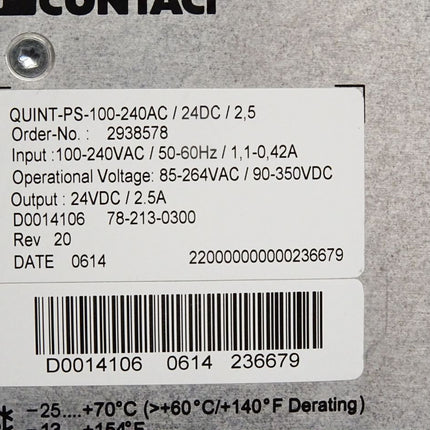 CONTACT
QUINT-PS-100-240AC / 24DC / 2,5
Order-No. : 2938578
Input :100-240VAC / 50-60Hz / 1,1-0,42A
Operational Voltage: 85-264VAC / 90-350VDC
Output : 24VDC / 2.5A
D0014106 78-213-0300
Rev 20
DATE 0614 220000000000236679
D0014106 0614 236679
-25....+70°C (>+60°C/+140°F Derating)
-13....+154°F